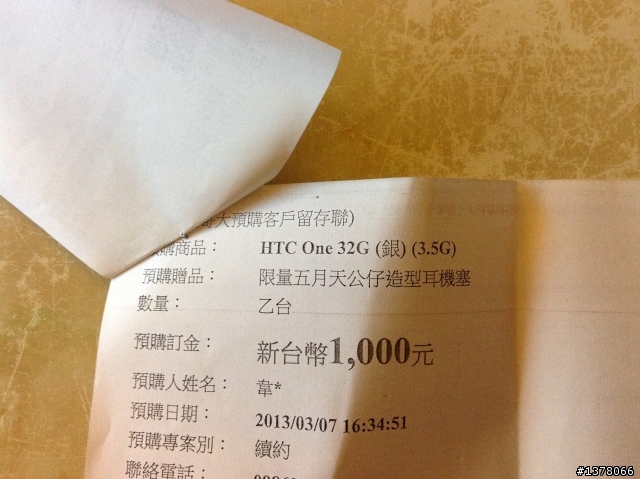 哥大預購客戶留存聯)
預購商品： HTC One 32G (銀) (3.5G)
預購贈品： 限量五月天公仔造型耳機塞
數量： 乙台
預購訂金： 新台幣1,000元
預購人姓名： 韋*
預購日期： 2013/03/07 16:34:51
預購專案別： 續約
聯絡電話：
#1378066